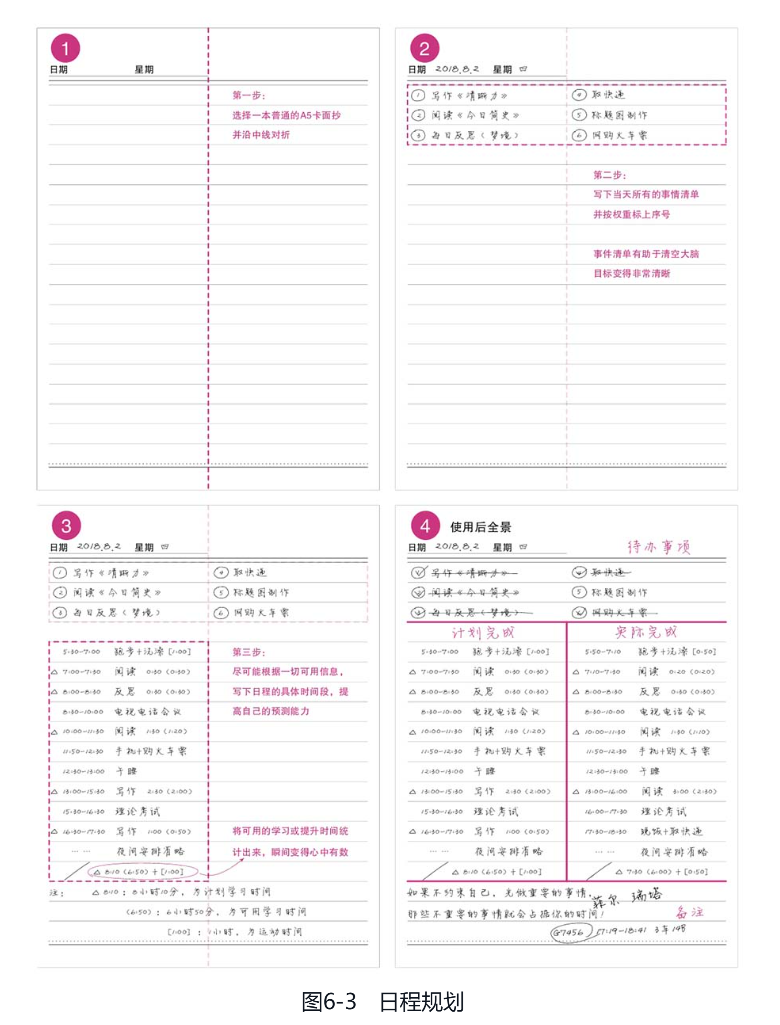 1
日期 星期
第一步：
选择一本普通的A5卡面抄
并沿中线对折
2
日期 2018.8.2 星期 四
① 写作《清晰力》 ④ 取快递
② 阅读《今日简史》 ⑤ 标题图制作
③ 每日反思（梦境） ⑥ 网购火车票
第二步：
写下当天所有的事情清单
并按权重标上序号
事件清单有助于清空大脑
目标变得非常清晰
3
日期 2018.8.2 星期 四
① 写作《清晰力》 ④ 取快递
② 阅读《今日简史》 ⑤ 标题图制作
③ 每日反思（梦境） ⑥ 网购火车票
5:30-7:00 跑步+洗漱 [1:00]
△ 7:00-7:30 阅读 0:30 (0:30)
△ 8:00-8:30 反思 0:30 (0:30)
8:30-10:00 电视电话会议
△ 10:00-11:30 阅读 1:30 (1:20)
11:50-12:30 手机+购火车票
12:30-13:00 午睡
△ 13:00-15:30 写作 2:30 (2:00)
15:30-16:30 理论考试
△ 16:30-17:30 写作 1:00 (0:50)
…… 夜间安排省略
△ 8:10 (6:50) + [1:00]
第三步：
尽可能根据一切可用信息，
写下日程的具体时间段，提
高自己的预测能力
将可用的学习或提升时间统
计出来，瞬间变得心中有数
注： △ 8:10：8小时10分，为计划学习时间
(6:50)：6小时50分，为可用学习时间
[1:00]：1小时，为运动时间
4 使用后全景
日期 2018.8.2 星期 四 待办事项
① 写作《清晰力》 ④ 取快递
② 阅读《今日简史》 ⑤ 标题图制作
③ 每日反思（梦境） ⑥ 网购火车票
计划完成 实际完成
5:30-7:00 跑步+洗漱 [1:00] 5:50-7:10 跑步+洗漱 [0:50]
△ 7:00-7:30 阅读 0:30 (0:30) △ 7:10-7:30 阅读 0:20 (0:20)
△ 8:00-8:30 反思 0:30 (0:30) △ 8:00-8:30 反思 0:30 (0:30)
8:30-10:00 电视电话会议 8:30-10:00 电视电话会议
△ 10:00-11:30 阅读 1:30 (1:20) △ 10:00-11:30 阅读 1:30 (1:10)
11:50-12:30 手机+购火车票 11:50-12:30 手机+购火车票
12:30-13:00 午睡 12:30-13:00 午睡
△ 13:00-15:30 写作 2:30 (2:00) △ 13:00-16:00 阅读 3:00 (2:30)
15:30-16:30 理论考试 16:00-17:30 理论考试
△ 16:30-17:30 写作 1:00 (0:50) 17:30-18:30 晚饭+取快递
…… 夜间安排省略 …… 夜间安排省略
△ 8:10 (6:50) + [1:00] △ 7:30 (6:00) + [0:50]
如果不约束自己，先做重要的事情，
那些不重要的事情就会占据你的时间！
菲尔 瑞塔
备注
G7456 17:19-18:41 3车14B
图6-3 日程规划